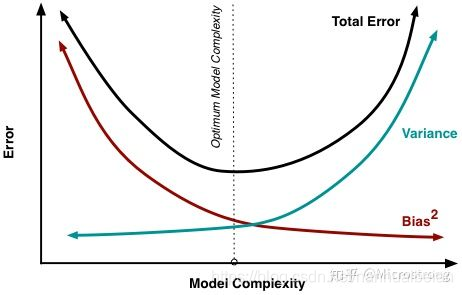 Total Error
Optimum Model Complexity
Error
Variance
Bias²
知乎 @Microstrong
Model Complexity